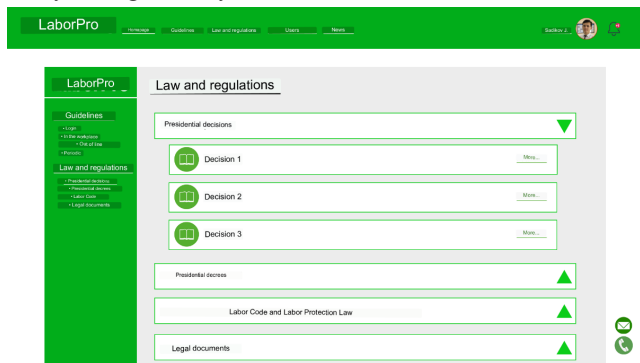 LaborPro
Homepage Guidelines Law and regulations Users News
Sadikov J.
LaborPro
Law and regulations
Guidelines
• Login
• In the workplace
• Out of line
• Periodic
Law and regulations
• Presidential decisions
• Presidential decrees
• Labor Code
• Legal documents
Presidential decisions
Decision 1 More...
Decision 2 More...
Decision 3 More...
Presidential decrees
Labor Code and Labor Protection Law
Legal documents